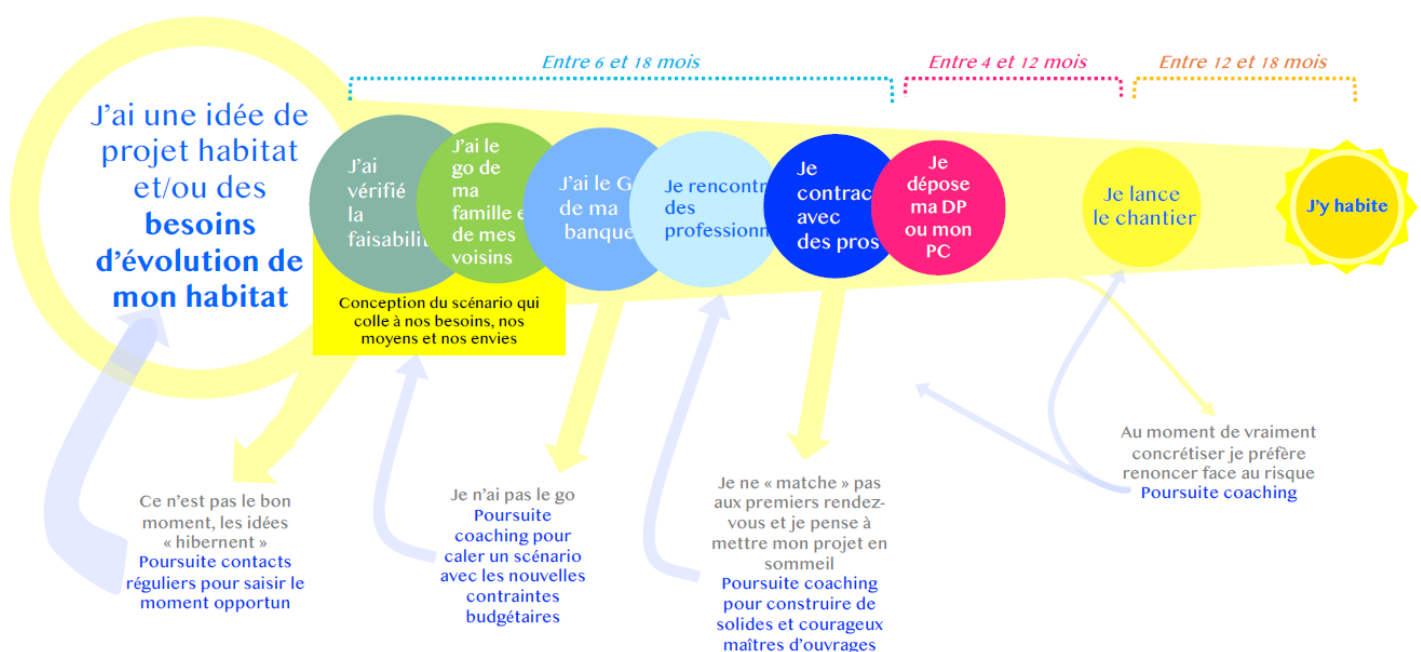 Entre 6 et 18 mois
Entre 4 et 12 mois
Entre 12 et 18 mois
J'ai une idée de
projet habitat
et/ou des
besoins
d'évolution de
mon habitat
J'ai
vérifié
la
faisabilit
J'ai le
go de
ma
famille e
de mes
voisins
J'ai le G
de ma
banque
Je rencontr
des
professionn
Je
contrac
avec
des pros
Je
dépose
ma DP
ou mon
PC
Je lance
le chantier
J'y habite
Conception du scénario qui
colle à nos besoins, nos
moyens et nos envies
Ce n'est pas le bon
moment, les idées
« hibernent »
Poursuite contacts
réguliers pour saisir le
moment opportun
Je n'ai pas le go
Poursuite
coaching pour
caler un scénario
avec les nouvelles
contraintes
budgétaires
Je ne « matche » pas
aux premiers rendez-
vous et je pense à
mettre mon projet en
sommeil
Poursuite coaching
pour construire de
solides et courageux
maîtres d'ouvrages
Au moment de vraiment
concrétiser je préfère
renoncer face au risque
Poursuite coaching